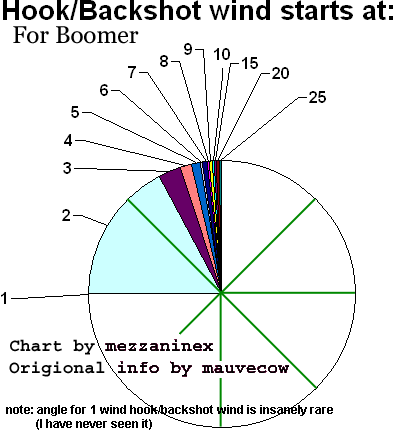 Hook/Backshot wind starts at:
For Boomer
9
10
8
15
7
20
6
25
5
4
3
2
1
Chart by mezzaninex
Origional info by mauvecow
note: angle for 1 wind hook/backshot wind is insanely rare
(I have never seen it)